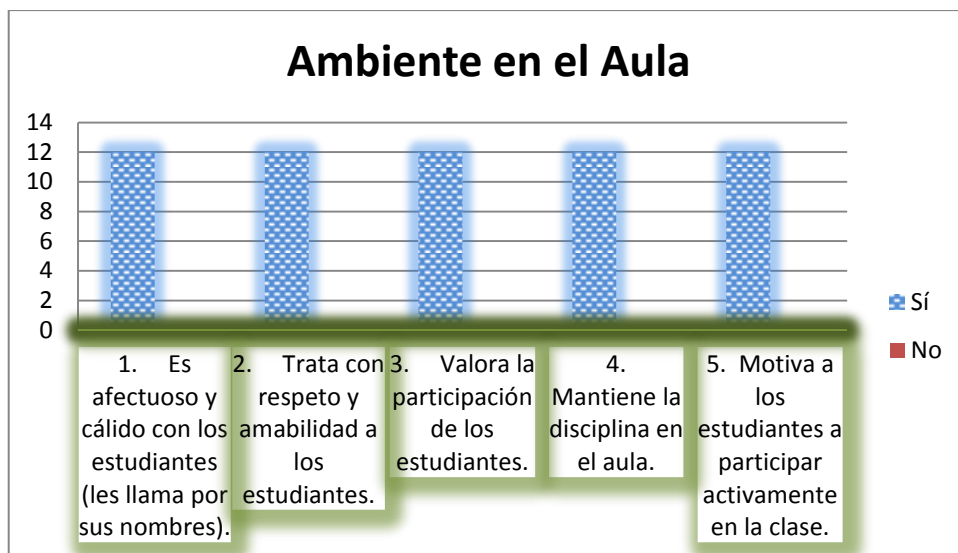 Ambiente en el Aula
14
12
10
8
6
4
2
0
1. Es
afectuoso y
cálido con los
estudiantes
(les llama por
sus nombres).
2. Trata con
respeto y
amabilidad a
los
estudiantes.
3. Valora la
participación
de los
estudiantes.
4.
Mantiene la
disciplina en
el aula.
5. Motiva a
los
estudiantes a
participar
activamente
en la clase.
Sí
No